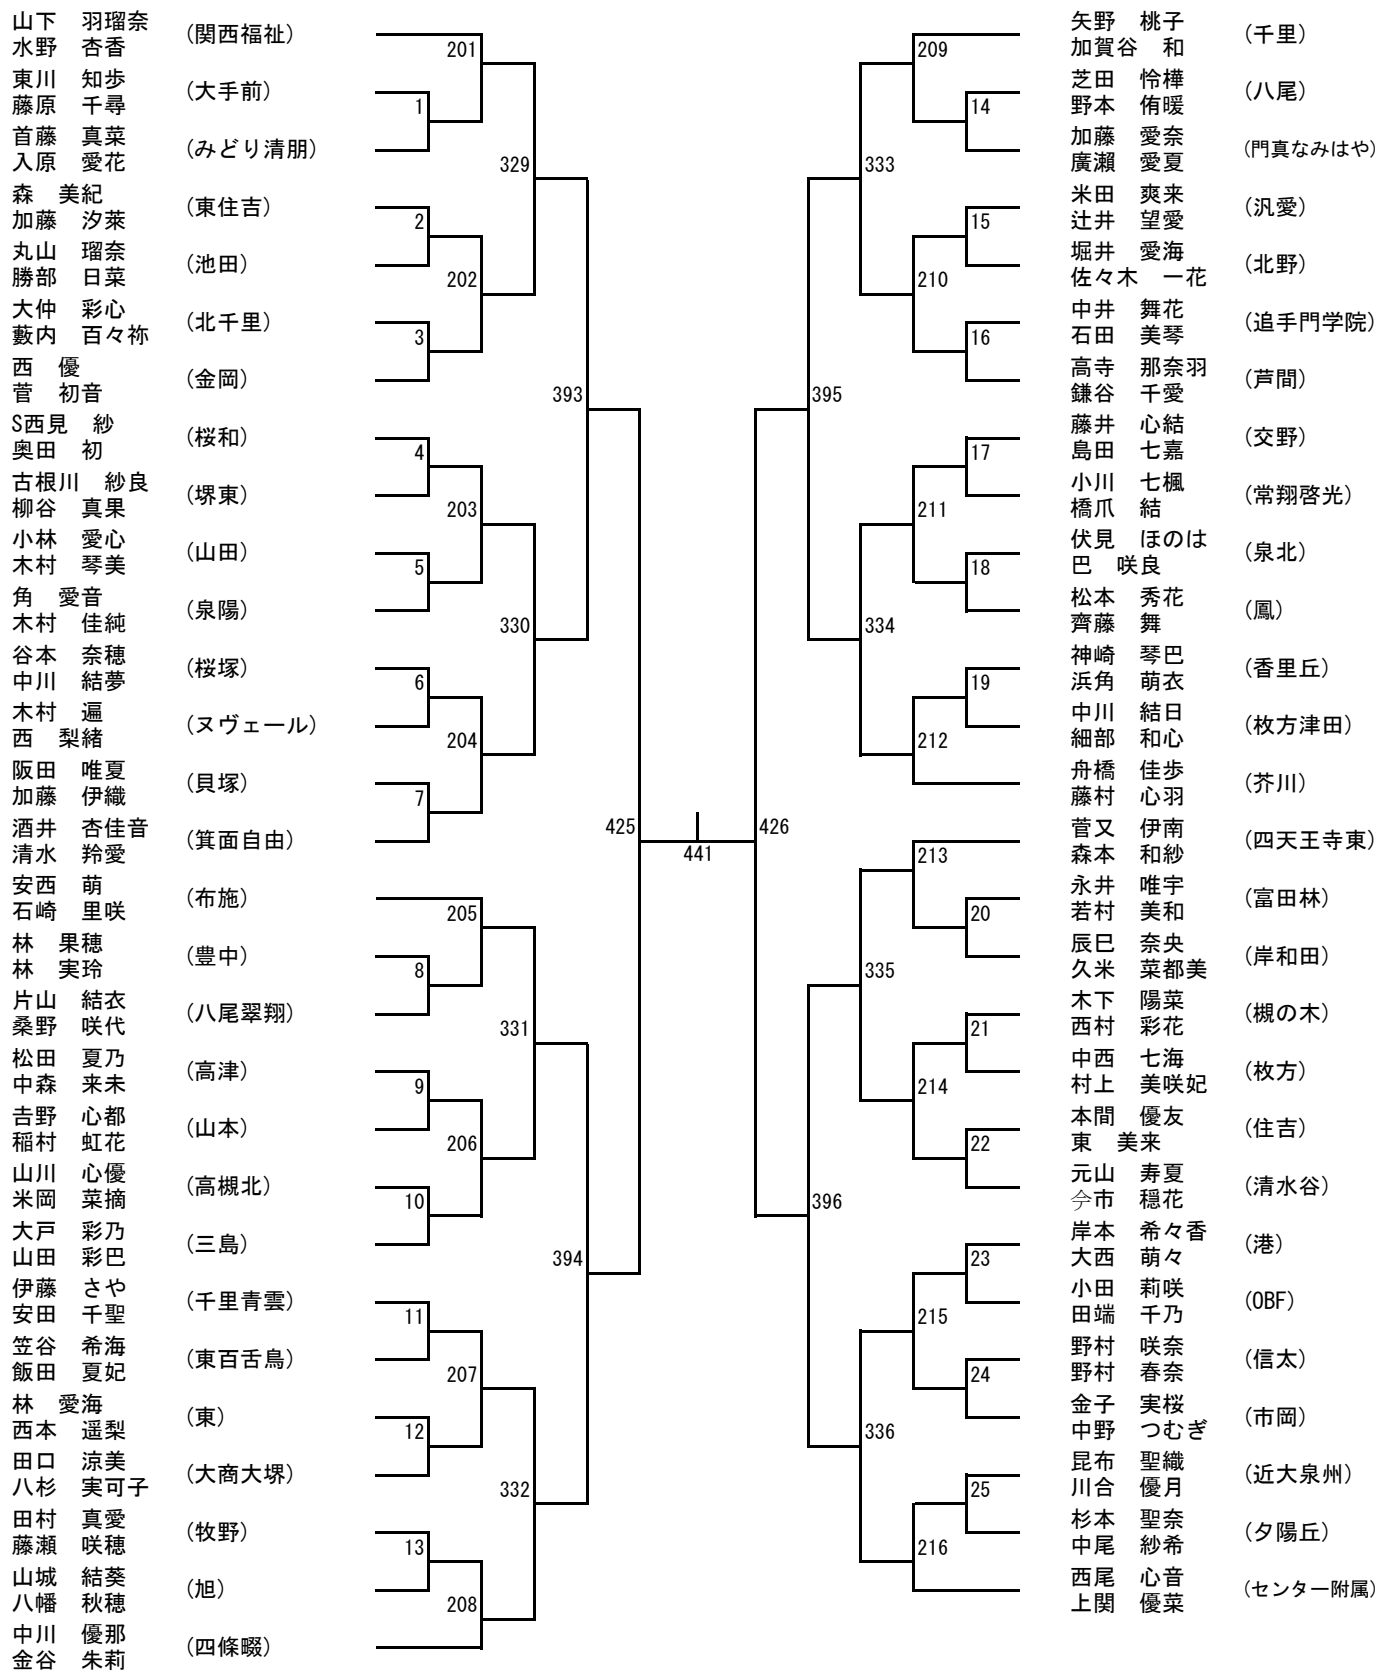 山下　羽瑠奈
水野　杏香
(関西福祉)
東川　知歩
藤原　千尋
(大手前)
首藤　真菜
入原　愛花
(みどり清朋)
森　美紀
加藤　汐萊
(東住吉)
丸山　瑠奈
勝部　日菜
(池田)
大仲　彩心
藪内　百々祢
(北千里)
西　優
菅　初音
(金岡)
S西見　紗
奥田　初
(桜和)
古根川　紗良
柳谷　真果
(堺東)
小林　愛心
木村　琴美
(山田)
角　愛音
木村　佳純
(泉陽)
谷本　奈穂
中川　結夢
(桜塚)
木村　遍
西　梨緒
(ヌヴェール)
阪田　唯夏
加藤　伊織
(貝塚)
酒井　杏佳音
清水　羚愛
(箕面自由)
安西　萌
石崎　里咲
(布施)
林　果穂
林　実玲
(豊中)
片山　結衣
桑野　咲代
(八尾翠翔)
松田　夏乃
中森　来未
(高津)
𠮷野　心都
稲村　虹花
(山本)
山川　心優
米岡　菜摘
(高槻北)
大戸　彩乃
山田　彩巴
(三島)
伊藤　さや
安田　千聖
(千里青雲)
笠谷　希海
飯田　夏妃
(東百舌鳥)
林　愛海
西本　遥梨
(東)
田口　涼美
八杉　実可子
(大商大堺)
田村　真愛
藤瀬　咲穂
(牧野)
山城　結葵
八幡　秋穂
(旭)
中川　優那
金谷　朱莉
(四條畷)
201
1
329
2
202
3
393
4
203
5
330
6
204
7
425
205
8
331
9
206
10
394
11
207
12
332
13
208
441
426
209
14
333
15
210
16
395
17
211
18
334
19
212
213
20
335
21
214
22
396
23
215
24
336
25
216
矢野　桃子
加賀谷　和
(千里)
芝田　怜樺
野本　侑暖
(八尾)
加藤　愛奈
廣瀬　愛夏
(門真なみはや)
米田　爽来
辻井　望愛
(汎愛)
堀井　愛海
佐々木　一花
(北野)
中井　舞花
石田　美琴
(追手門学院)
高寺　那奈羽
鎌谷　千愛
(芦間)
藤井　心結
島田　七嘉
(交野)
小川　七楓
橋爪　結
(常翔啓光)
伏見　ほのは
巴　咲良
(泉北)
松本　秀花
齊藤　舞
(鳳)
神崎　琴巴
浜角　萌衣
(香里丘)
中川　結日
細部　和心
(枚方津田)
舟橋　佳歩
藤村　心羽
(芥川)
菅又　伊南
森本　和紗
(四天王寺東)
永井　唯宇
若村　美和
(富田林)
辰巳　奈央
久米　菜都美
(岸和田)
木下　陽菜
西村　彩花
(槻の木)
中西　七海
村上　美咲妃
(枚方)
本間　優友
東　美来
(住吉)
元山　寿夏
今市　穏花
(清水谷)
岸本　希々香
大西　萌々
(港)
小田　莉咲
田端　千乃
(OBF)
野村　咲奈
野村　春奈
(信太)
金子　実桜
中野　つむぎ
(市岡)
昆布　聖織
川合　優月
(近大泉州)
杉本　聖奈
中尾　紗希
(夕陽丘)
西尾　心音
上関　優菜
(センター附属)